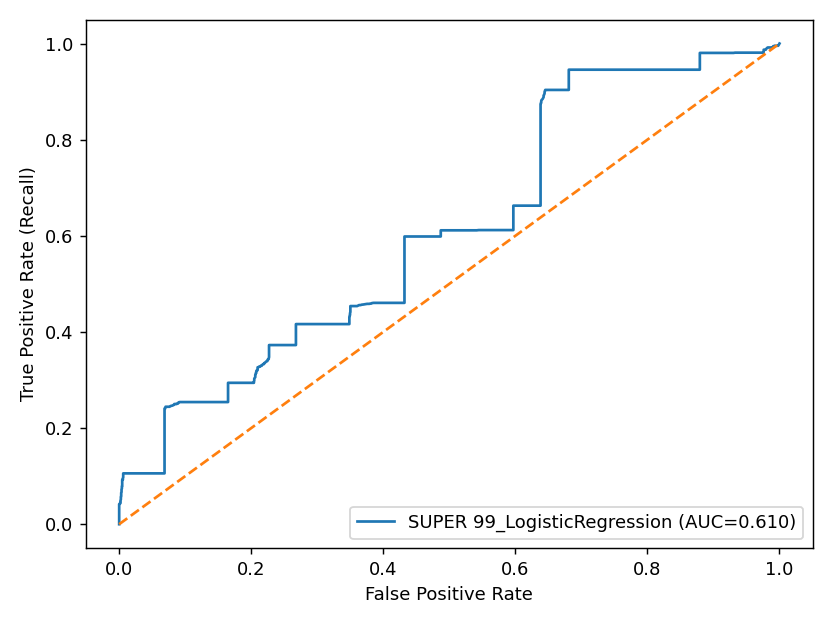 1.0
0.8
0.6
0.4
0.2
0.0
True Positive Rate (Recall)
SUPER 99_LogisticRegression (AUC=0.610)
0.0 0.2 0.4 0.6 0.8 1.0
False Positive Rate